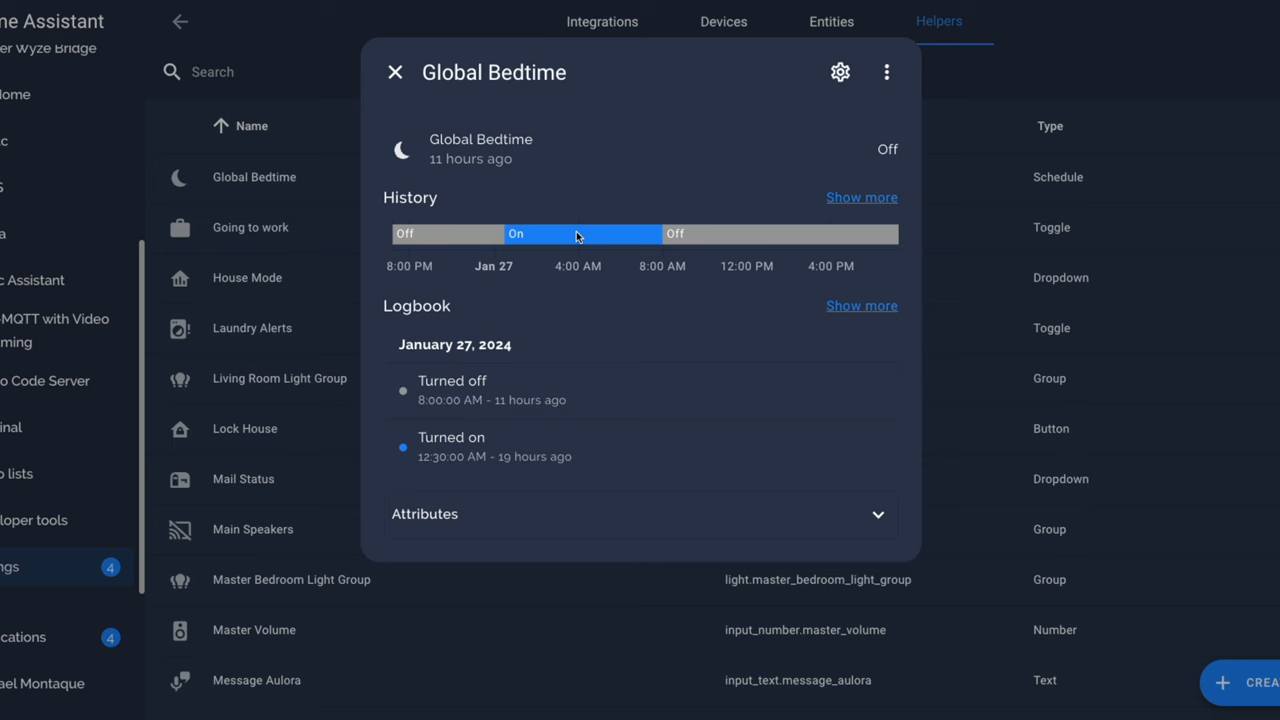 me Assistant
er Wyze Bridge
ome
c
S
a
c Assistant
-MQTT with Video
ming
o Code Server
inal
o lists
loper tools
ngs
4
cations
4
ael Montaque
Integrations
Devices
Entities
Helpers
Search
Name
Type
Global Bedtime
Schedule
Going to work
Toggle
House Mode
Dropdown
Laundry Alerts
Toggle
Living Room Light Group
Group
Lock House
Button
Mail Status
Dropdown
Main Speakers
Group
Master Bedroom Light Group
light.master_bedroom_light_group
Group
Master Volume
input_number.master_volume
Number
Message Aulora
input_text.message_aulora
Text
CREA
Global Bedtime
Global Bedtime
11 hours ago
Off
History
Show more
Off
On
Off
8:00 PM
Jan 27
4:00 AM
8:00 AM
12:00 PM
4:00 PM
Logbook
Show more
January 27, 2024
Turned off
8:00:00 AM - 11 hours ago
Turned on
12:30:00 AM - 19 hours ago
Attributes